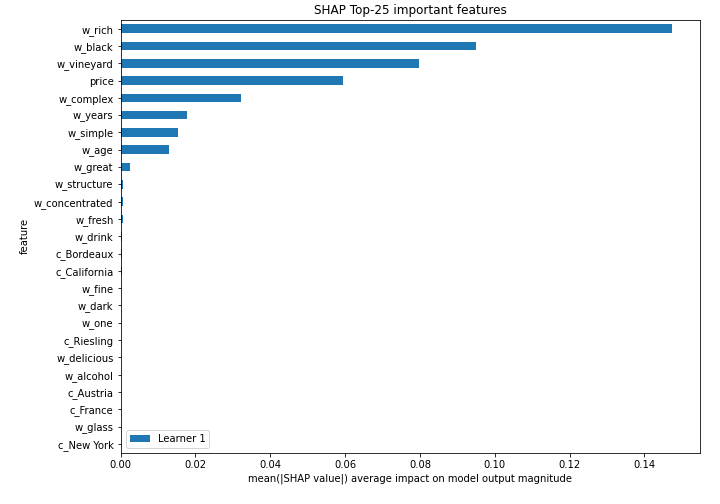 SHAP Top-25 important features
feature
w_rich
w_black
w_vineyard
price
w_complex
w_years
w_simple
w_age
w_great
w_structure
w_concentrated
w_fresh
w_drink
c_Bordeaux
c_California
w_fine
w_dark
w_one
c_Riesling
w_delicious
w_alcohol
c_Austria
c_France
w_glass
c_New York
Learner 1
0.00 0.02 0.04 0.06 0.08 0.10 0.12 0.14
mean(|SHAP value|) average impact on model output magnitude